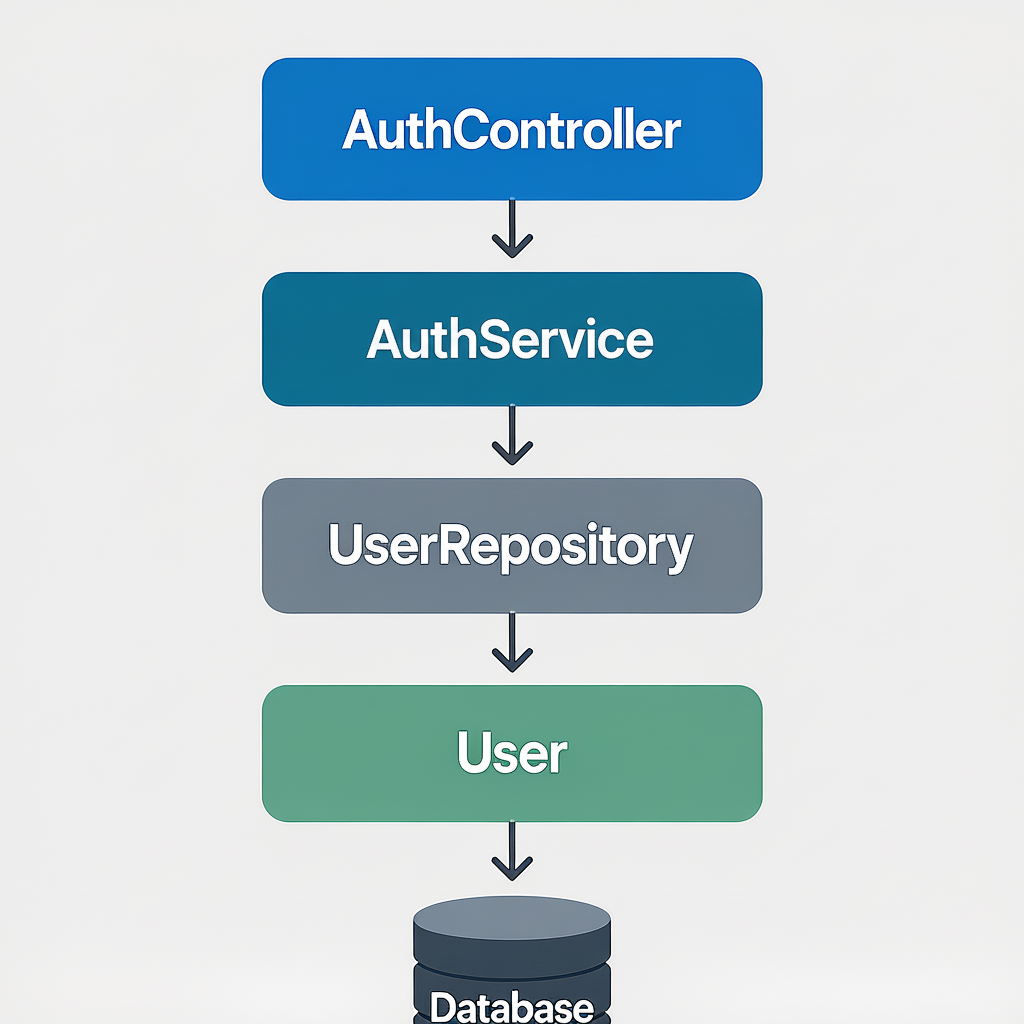 AuthController
AuthService
UserRepository
User
Database